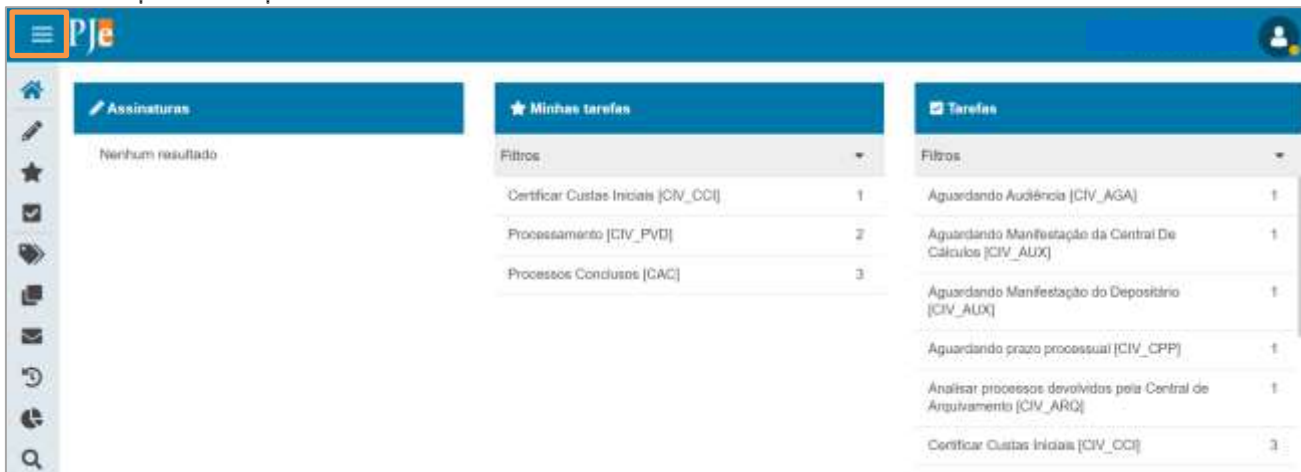 PJe
Assinaturas
Nenhum resultado
Minhas tarefas
Filtros
Certificar Custas Iniciais [CIV_CCI] 1
Processamento [CIV_PVD] 2
Processos Conclusos [CAC] 3
Tarefas
Filtros
Aguardando Audiência [CIV_AGA] 1
Aguardando Manifestação da Central De 1
Cálculos [CIV_AUX]
Aguardando Manifestação do Depositário 1
[CIV_AUX]
Aguardando prazo processual [CIV_CPP] 1
Analisar processos devolvidos pela Central de 1
Arquivamento [CIV_ARQ]
Certificar Custas Iniciais [CIV_CCI] 3